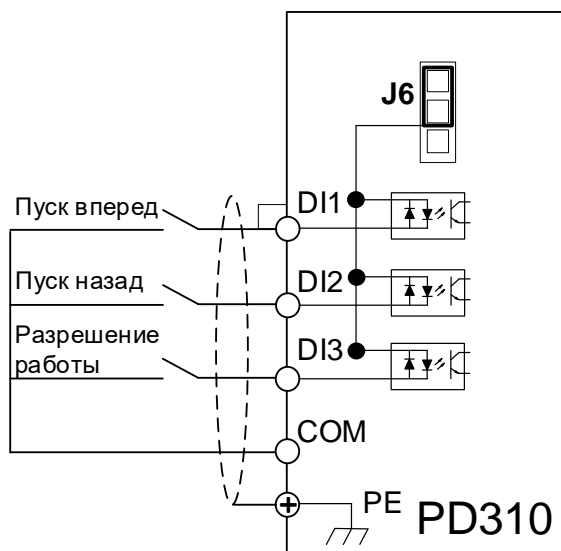 J6
Пуск вперед
DI1
Пуск назад
DI2
Разрешение
работы
DI3
COM
PE
PD310